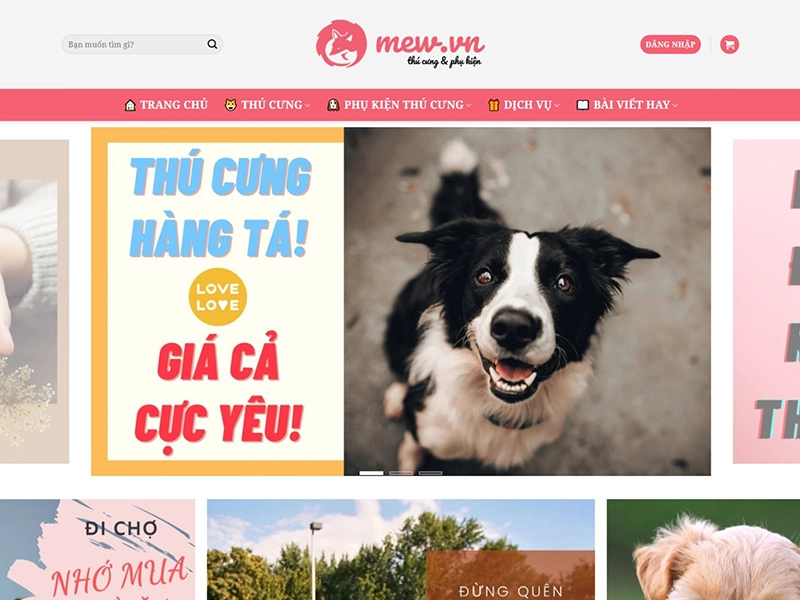 Bạn muốn tìm gì?
mew.vn
thú cưng & phụ kiện
ĐĂNG NHẬP
TRANG CHỦ
THÚ CƯNG
PHỤ KIỆN THÚ CƯNG
DỊCH VỤ
BÀI VIẾT HAY
THÚ CƯNG
HÀNG TÁ!
LOVE
LOVE
GIÁ CẢ
CỰC YÊU!
TH
ĐI CHỢ
NHỚ MUA
ĐỪNG QUÊN